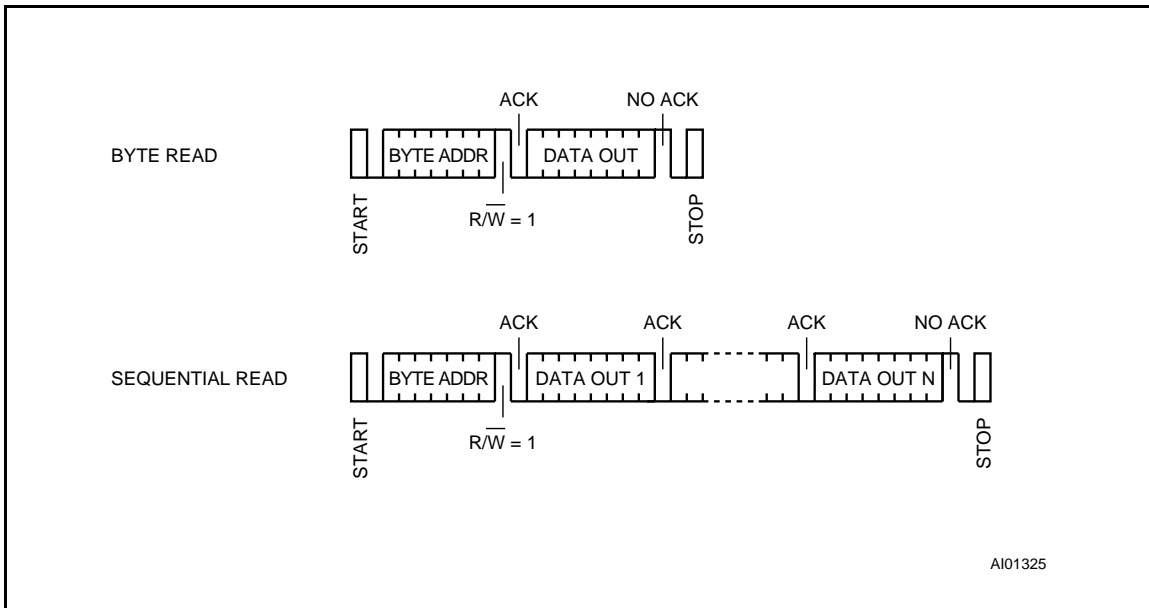 ACK NO ACK
BYTE READ BYTE ADDR DATA OUT
R/W̅ = 1
START STOP
ACK ACK ACK NO ACK
SEQUENTIAL READ BYTE ADDR DATA OUT 1 DATA OUT N
R/W̅ = 1
START STOP
AI01325